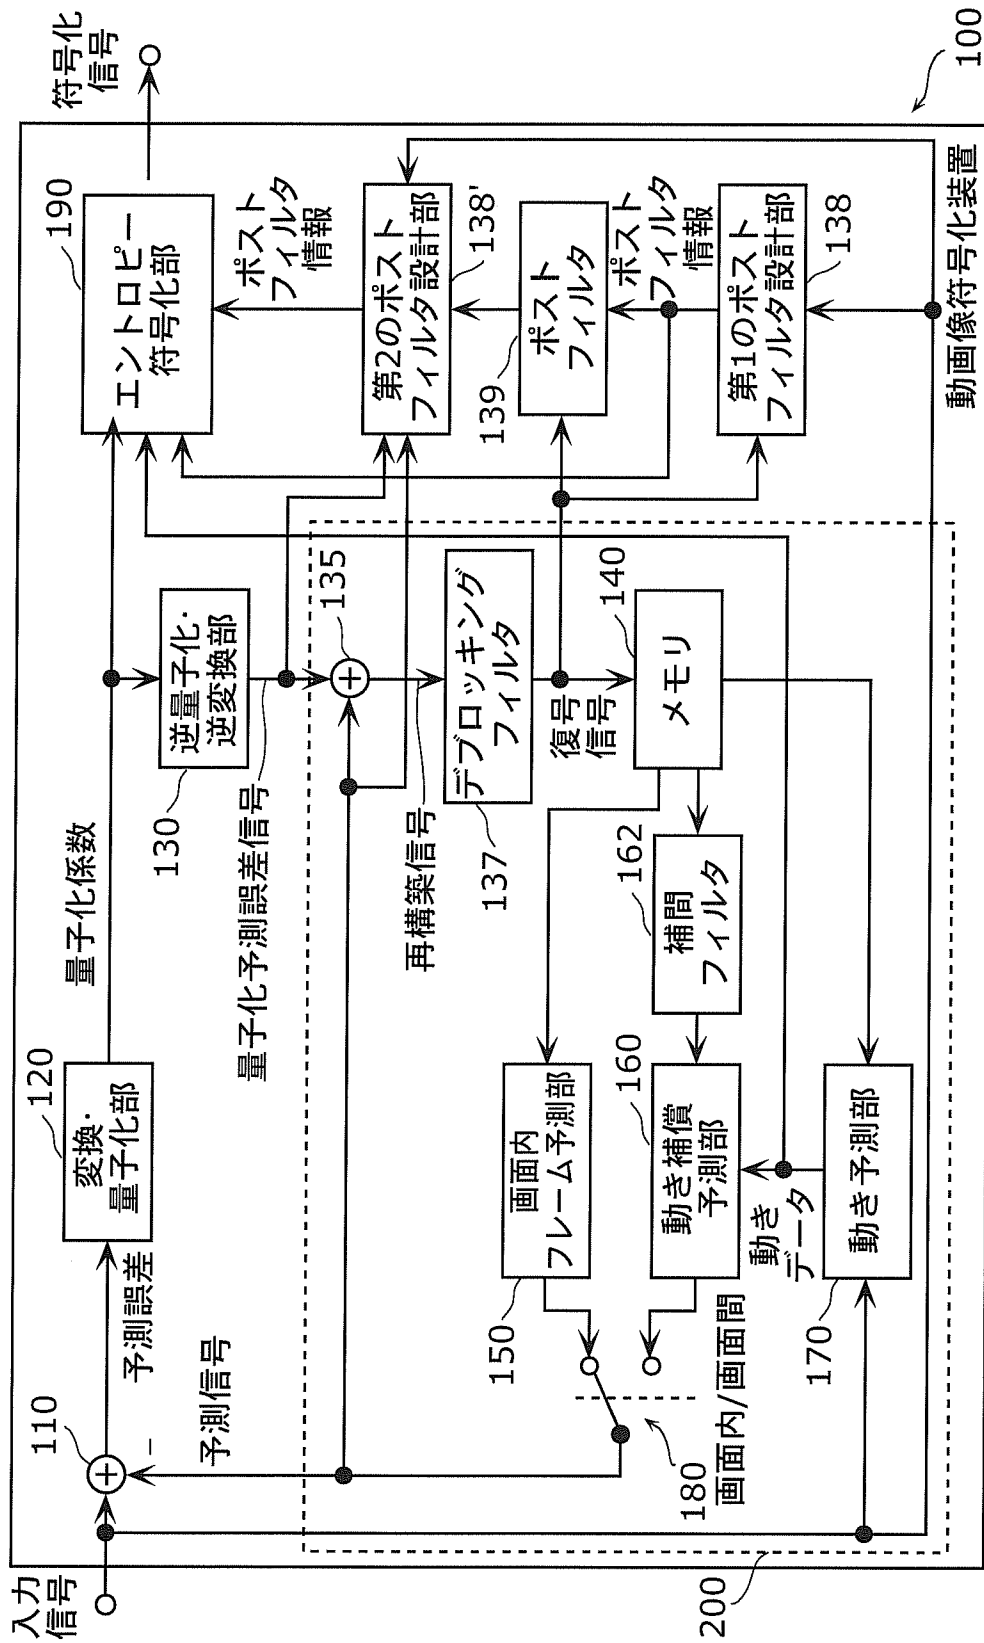 入力
信号
110
予測誤差
−
予測信号
120
変換・
量子化部
量子化係数
130
逆量子化・
逆変換部
量子化予測誤差信号
190
エントロピー
符号化部
符号化
信号
ポスト
フィルタ
情報
第2のポスト
フィルタ設計部
138'
139
ポスト
フィルタ
ポスト
フィルタ
情報
第1のポスト
フィルタ設計部
138
135
再構築信号
デブロッキング
フィルタ
137
復号
信号
140
メモリ
162
補間
フィルタ
150
画面内
フレーム予測部
160
動き補償
予測部
動き
データ
170
動き予測部
180
画面内/画面間
200
動画像符号化装置
100